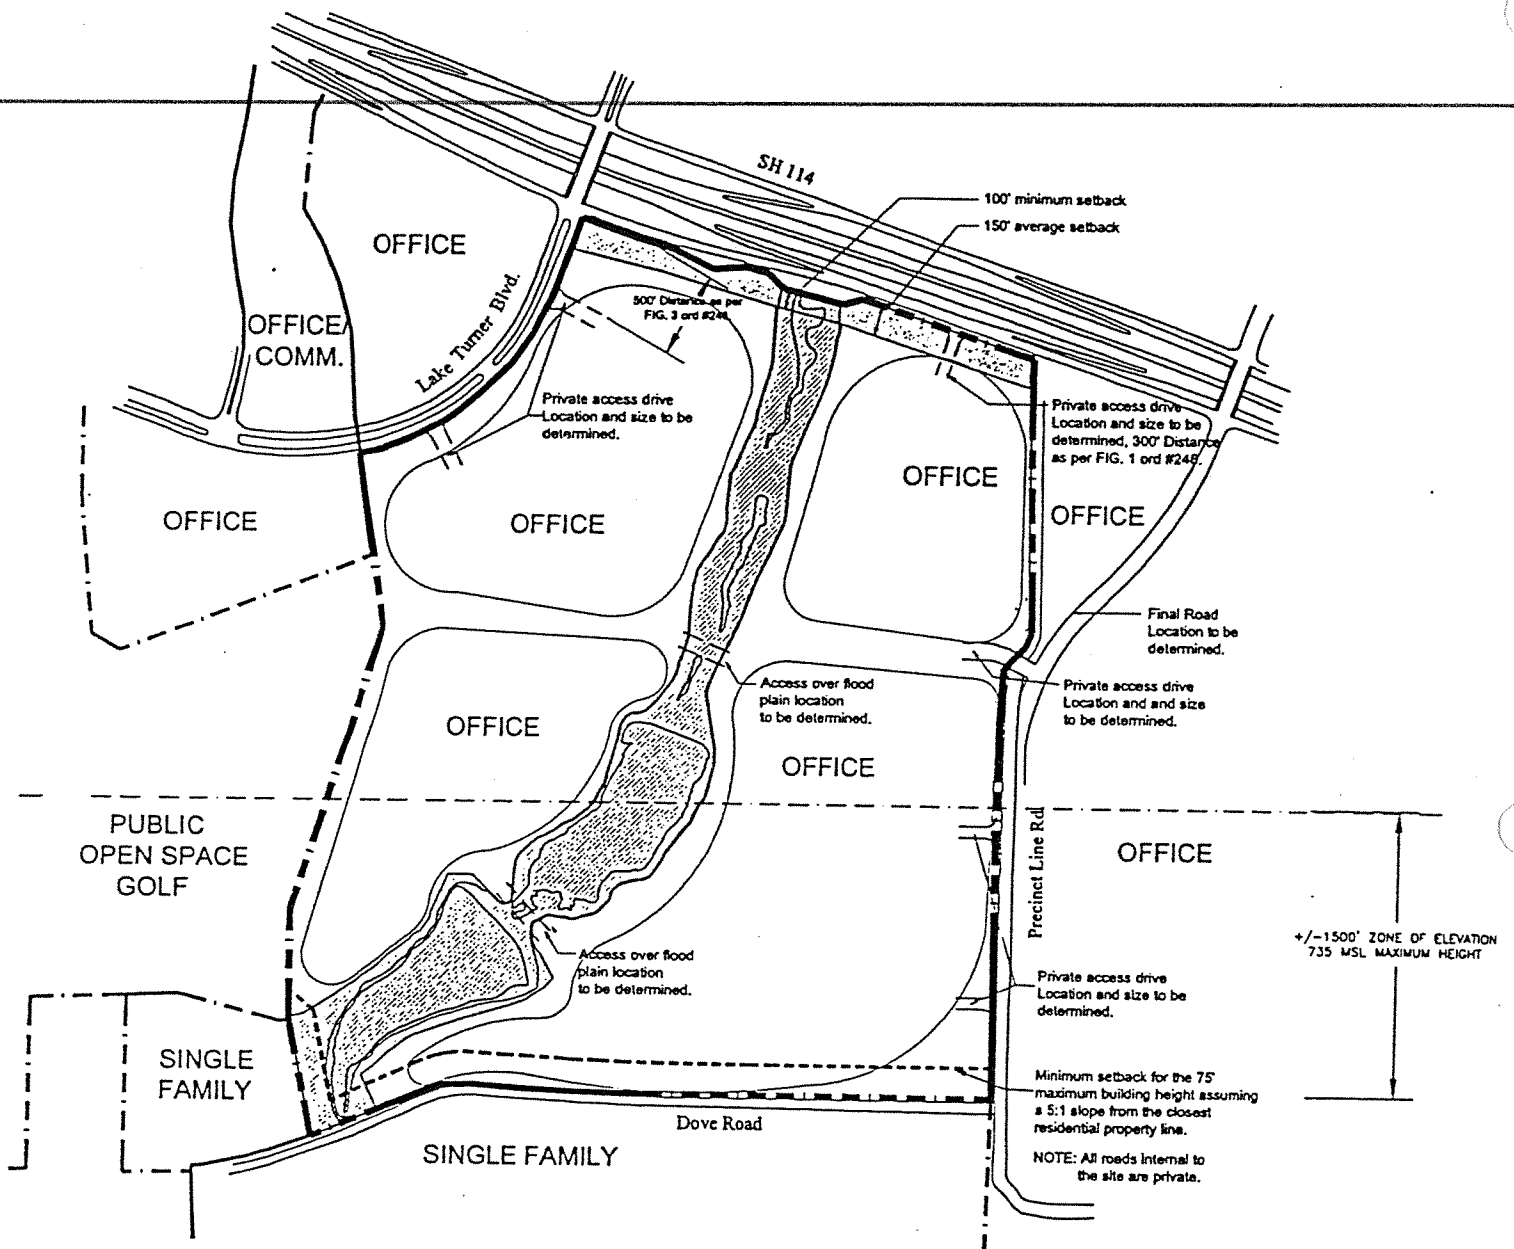 SH 114
100' minimum setback
150' average setback
OFFICE
Lake Turner Blvd.
500' Distance as per
FIG. 3 ord #248.
OFFICE/
COMM.
Private access drive
Location and size to be
determined.
Private access drive
Location and size to be
determined, 300' Distance
as per FIG. 1 ord #248.
OFFICE
OFFICE
OFFICE
OFFICE
Final Road
Location to be
determined.
Access over flood
plain location
to be determined.
Private access drive
Location and and size
to be determined.
OFFICE
OFFICE
PUBLIC
OPEN SPACE
GOLF
Precinct Line Rd.
OFFICE
+/-1500' ZONE OF ELEVATION
735 MSL MAXIMUM HEIGHT
Access over flood
plain location
to be determined.
Private access drive
Location and size to be
determined.
SINGLE
FAMILY
Minimum setback for the 75'
maximum building height assuming
a 5:1 slope from the closest
residential property line.
Dove Road
SINGLE FAMILY
NOTE: All roads internal to
the site are private.